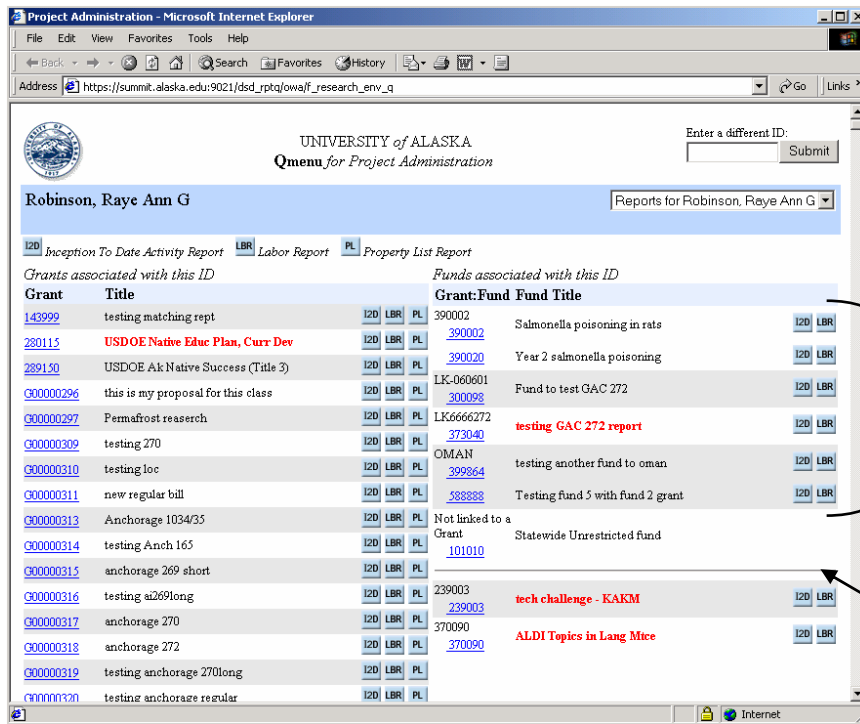 Project Administration - Microsoft Internet Explorer
File Edit View Favorites Tools Help
Back Search Favorites History
Address https://summit.alaska.edu:9021/dsd_rptq/owa/f_research_env_q Go Links »
UNIVERSITY of ALASKA
Qmenu for Project Administration
Enter a different ID:
Submit
Robinson, Raye Ann G
Reports for Robinson, Raye Ann G
I2D Inception To Date Activity Report LBR Labor Report PL Property List Report
Grants associated with this ID
Grant Title
143999 testing matching rept I2D LBR PL
280115 USDOE Native Educ Plan, Curr Dev I2D LBR PL
289150 USDOE Ak Native Success (Title 3) I2D LBR PL
G00000296 this is my proposal for this class I2D LBR PL
G00000297 Permafrost reaserch I2D LBR PL
G00000309 testing 270 I2D LBR PL
G00000310 testing loc I2D LBR PL
G00000311 new regular bill I2D LBR PL
G00000313 Anchorage 1034/35 I2D LBR PL
G00000314 testing Anch 165 I2D LBR PL
G00000315 anchorage 269 short I2D LBR PL
G00000316 testing ai269long I2D LBR PL
G00000317 anchorage 270 I2D LBR PL
G00000318 anchorage 272 I2D LBR PL
G00000319 testing anchorage 270long I2D LBR PL
G00000320 testing anchorage regular I2D LBR PL
Funds associated with this ID
Grant:Fund Fund Title
390002
390002 Salmonella poisoning in rats I2D LBR
390020 Year 2 salmonella poisoning I2D LBR
LK-060601
300098 Fund to test GAC 272 I2D LBR
LK6666272
373040 testing GAC 272 report I2D LBR
OMAN
399864 testing another fund to oman I2D LBR
588888 Testing fund 5 with fund 2 grant I2D LBR
Not linked to a
Grant
101010 Statewide Unrestricted fund
239003
239003 tech challenge - KAKM I2D LBR
370090
370090 ALDI Topics in Lang Mtce I2D LBR
Internet